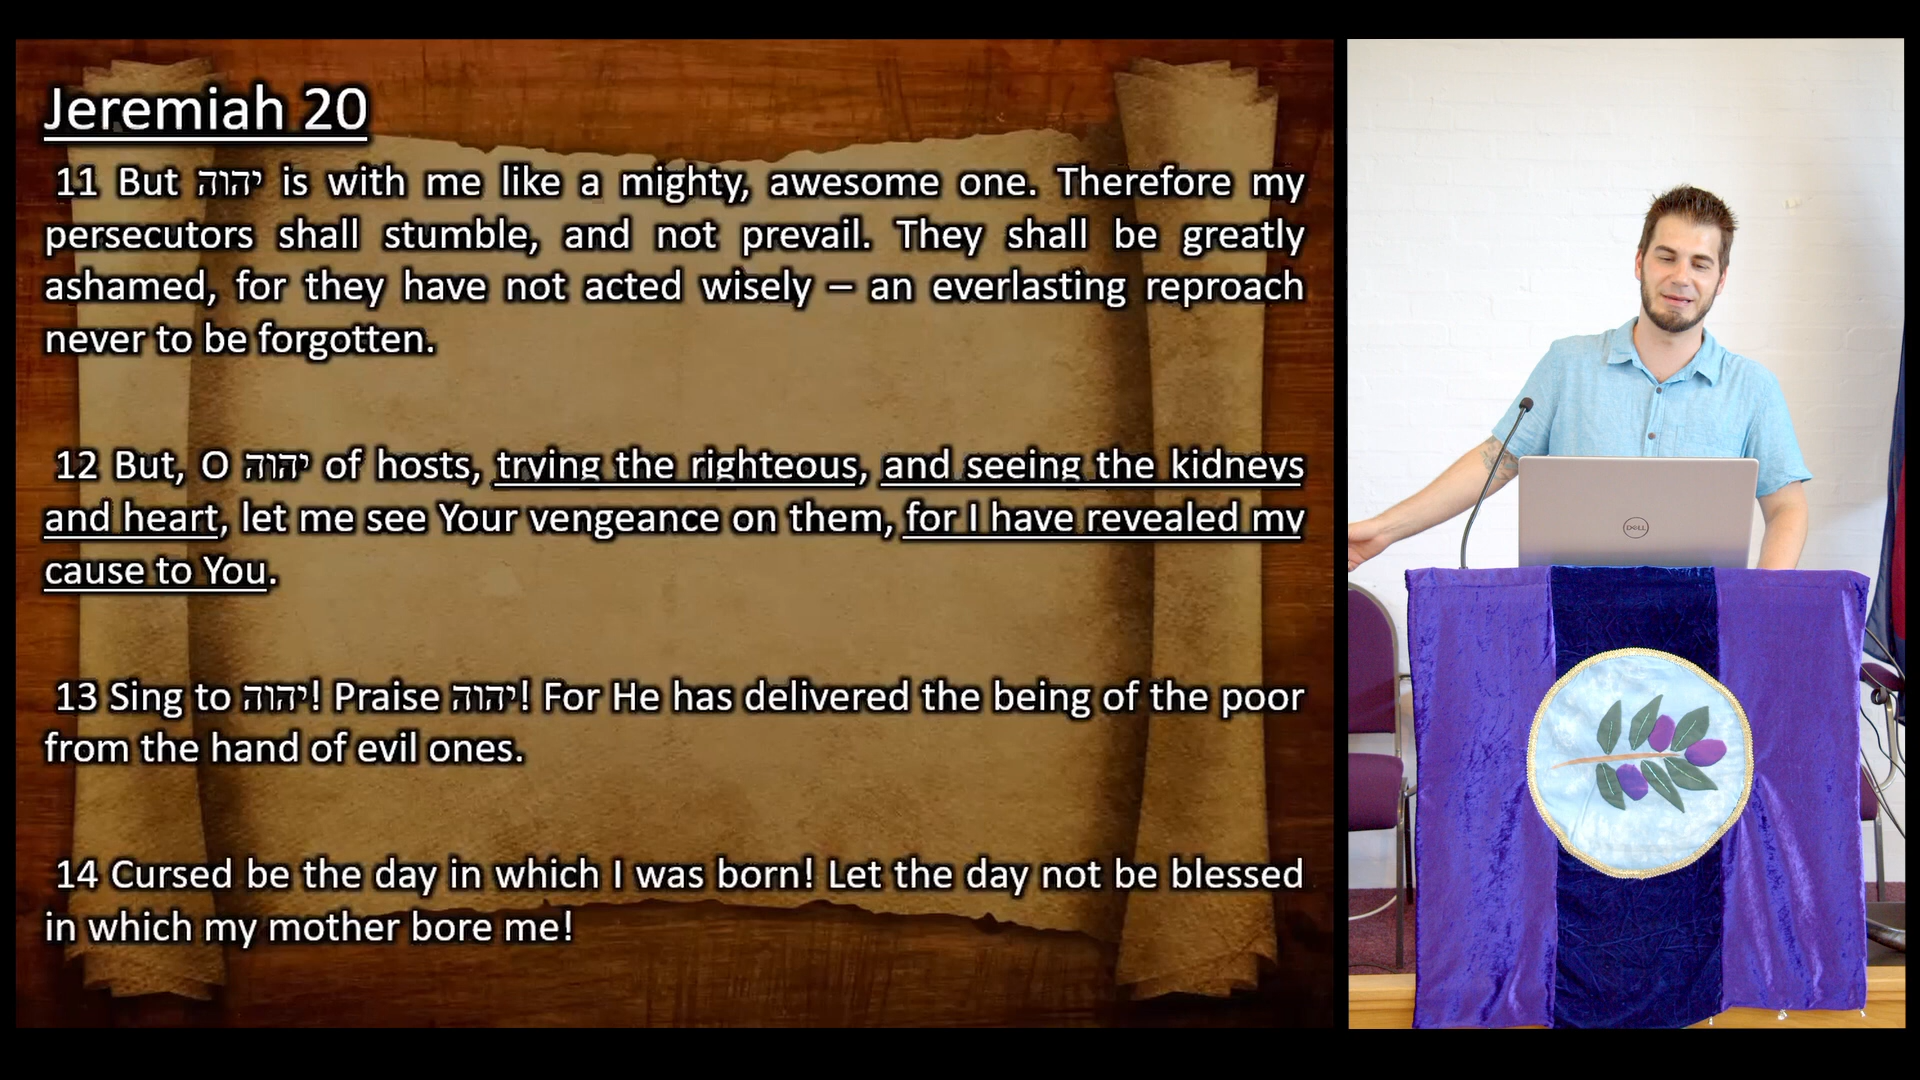 Jeremiah 20
11 But יהוה is with me like a mighty, awesome one. Therefore my
persecutors shall stumble, and not prevail. They shall be greatly
ashamed, for they have not acted wisely – an everlasting reproach
never to be forgotten.
12 But, O יהוה of hosts, trying the righteous, and seeing the kidneys
and heart, let me see Your vengeance on them, for I have revealed my
cause to You.
13 Sing to יהוה! Praise יהוה! For He has delivered the being of the poor
from the hand of evil ones.
14 Cursed be the day in which I was born! Let the day not be blessed
in which my mother bore me!
DELL